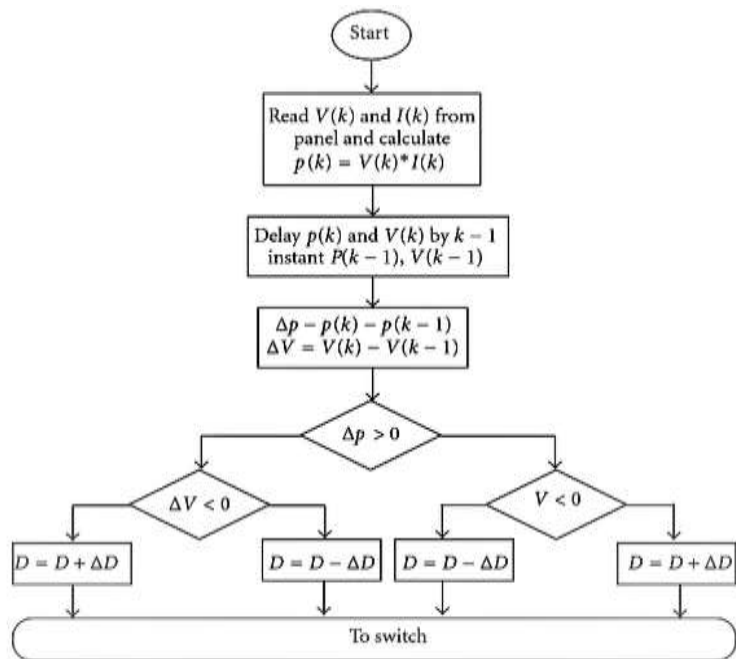 Start
Read V(k) and I(k) from
panel and calculate
p(k) = V(k)* I(k)
Delay p(k) and V(k) by k − 1
instant P(k − 1), V(k − 1)
Δp − p(k) − p(k − 1)
ΔV = V(k) − V(k − 1)
Δp > 0
ΔV < 0
V < 0
D = D + ΔD
D = D − ΔD
D = D − ΔD
D = D + ΔD
To switch